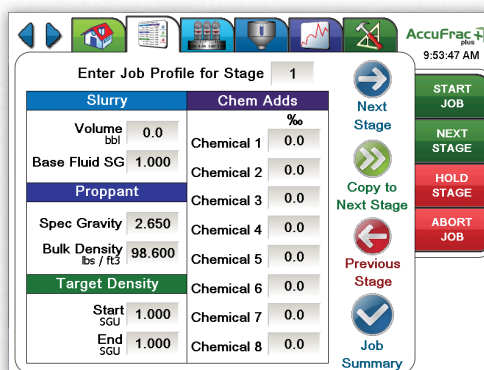 AccuFrac+
plus
9:53:47 AM
Enter Job Profile for Stage 1
Slurry
Volume 0.0
bbl
Base Fluid SG 1.000
Proppant
Spec Gravity 2.650
Bulk Density 98.600
lbs / ft3
Target Density
Start 1.000
SGU
End 1.000
SGU
Chem Adds
‰
Chemical 1 0.0
Chemical 2 0.0
Chemical 3 0.0
Chemical 4 0.0
Chemical 5 0.0
Chemical 6 0.0
Chemical 7 0.0
Chemical 8 0.0
Next
Stage
Copy to
Next Stage
Previous
Stage
Job
Summary
START
JOB
NEXT
STAGE
HOLD
STAGE
ABORT
JOB